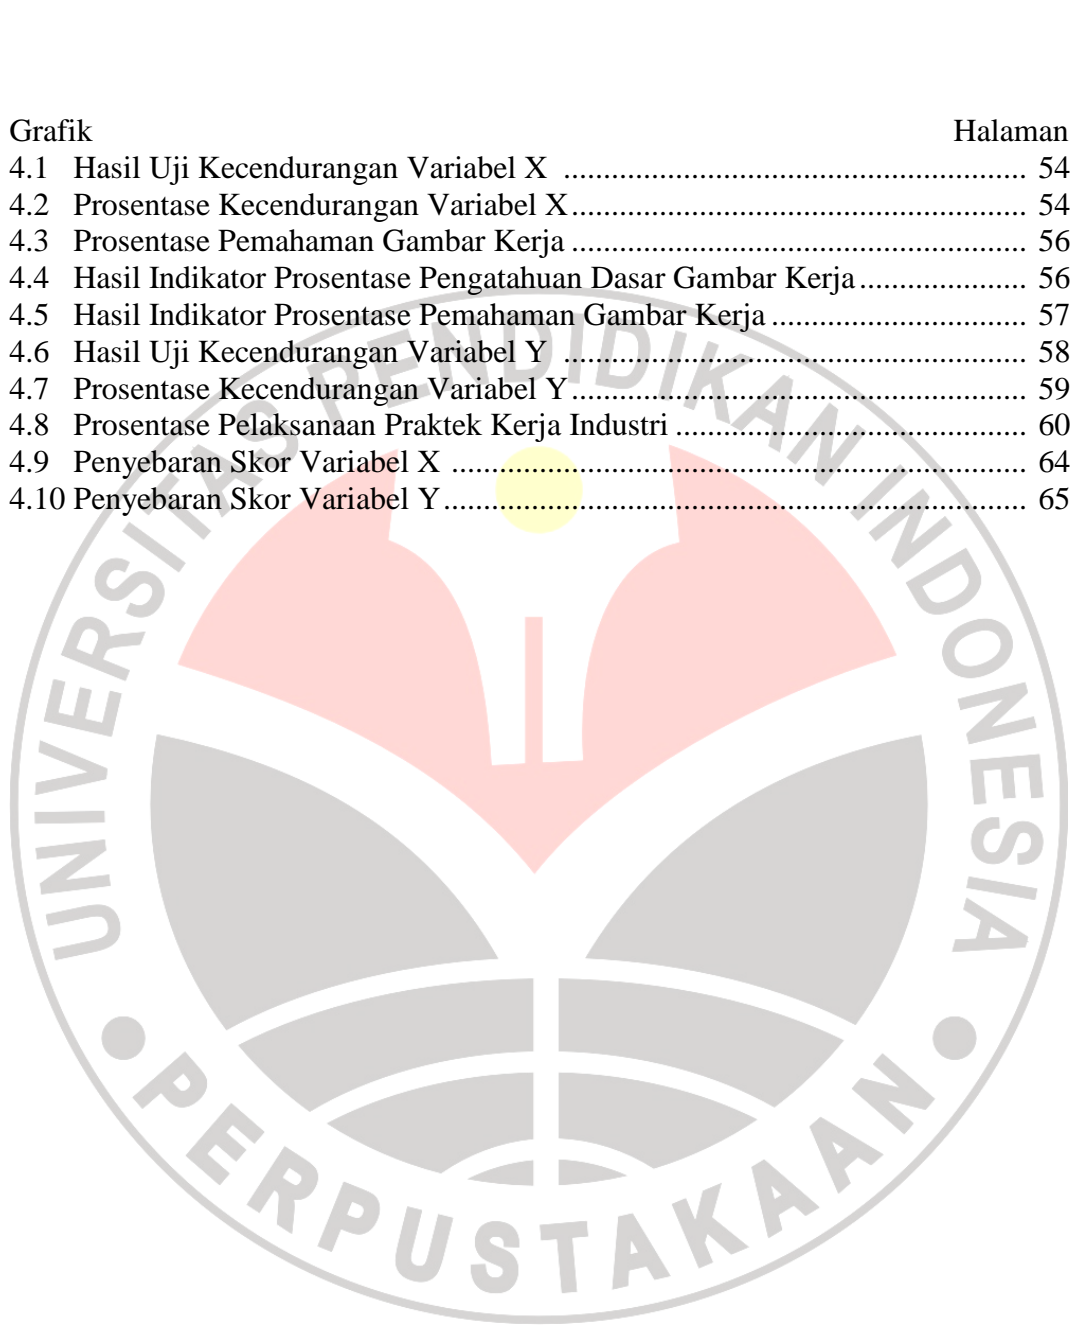 Grafik Halaman
4.1 Hasil Uji Kecendurangan Variabel X ........................................................ 54
4.2 Prosentase Kecendurangan Variabel X ....................................................... 54
4.3 Prosentase Pemahaman Gambar Kerja ....................................................... 56
4.4 Hasil Indikator Prosentase Pengatahuan Dasar Gambar Kerja .................... 56
4.5 Hasil Indikator Prosentase Pemahaman Gambar Kerja ............................... 57
4.6 Hasil Uji Kecendurangan Variabel Y ........................................................ 58
4.7 Prosentase Kecendurangan Variabel Y ....................................................... 59
4.8 Prosentase Pelaksanaan Praktek Kerja Industri .......................................... 60
4.9 Penyebaran Skor Variabel X ..................................................................... 64
4.10 Penyebaran Skor Variabel Y ...................................................................... 65
UNIVERSITAS PENDIDIKAN INDONESIA
PERPUSTAKAAN